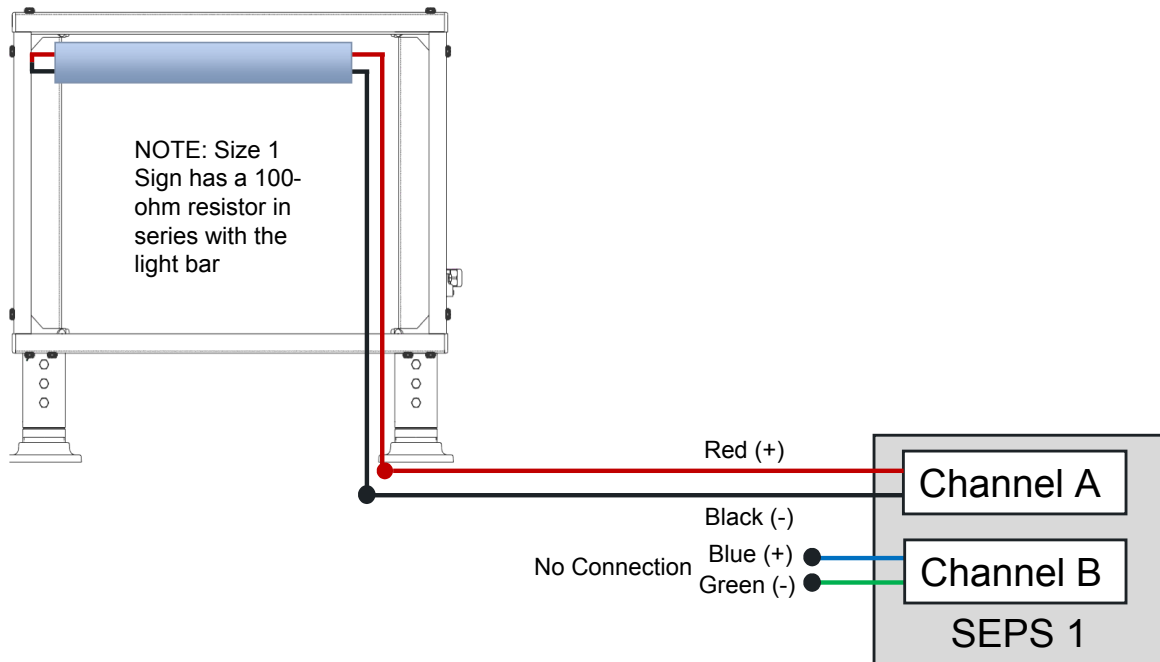 NOTE: Size 1
Sign has a 100-
ohm resistor in
series with the
light bar
Red (+)
Channel A
Black (-)
No Connection
Blue (+)
Green (-)
Channel B
SEPS 1